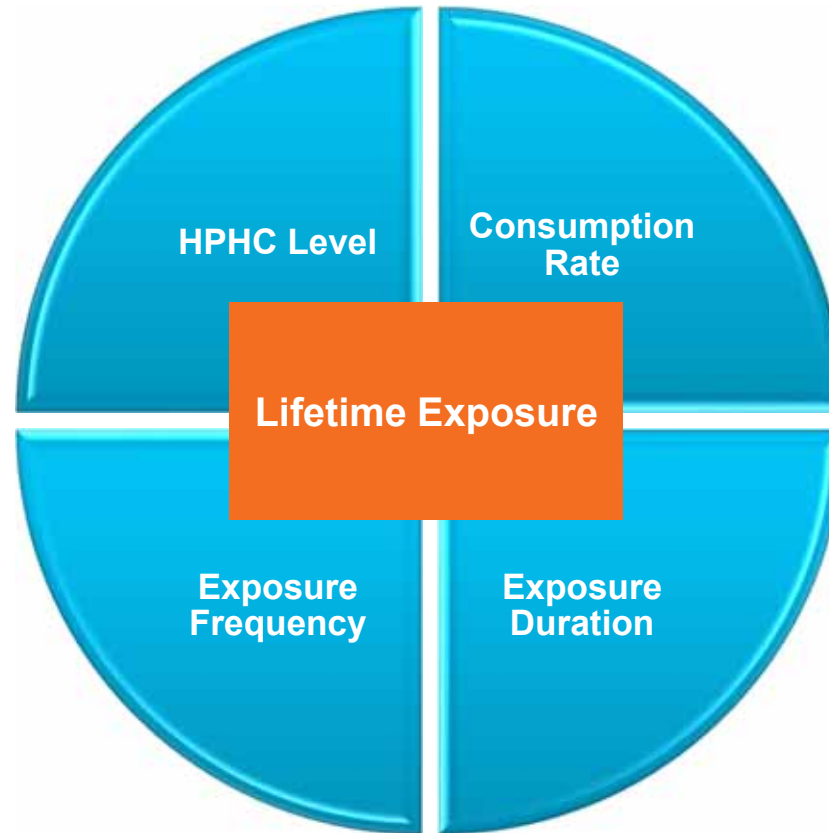 HPHC Level
Consumption
Rate
Lifetime Exposure
Exposure
Frequency
Exposure
Duration